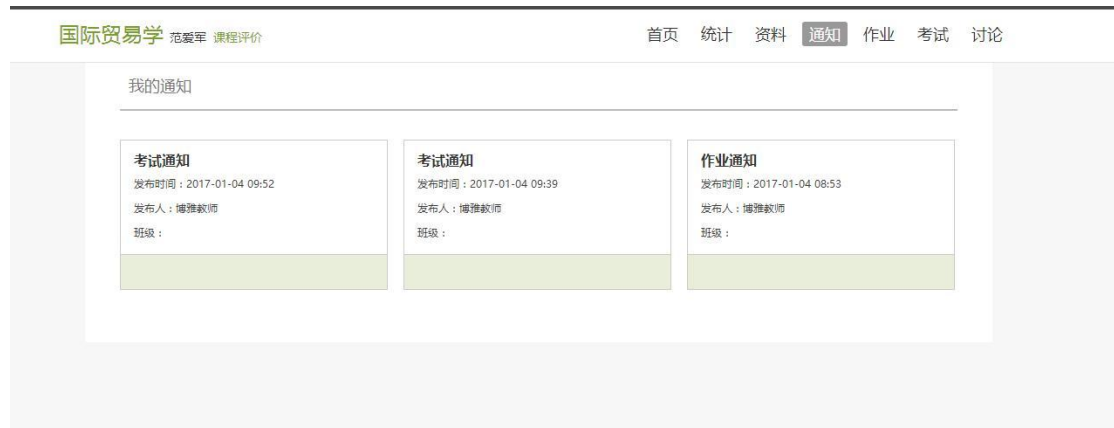 国际贸易学 范爱军 课程评价 首页 统计 资料 通知 作业 考试 讨论
我的通知
考试通知
发布时间：2017-01-04 09:52
发布人：博雅教师
班级：
考试通知
发布时间：2017-01-04 09:39
发布人：博雅教师
班级：
作业通知
发布时间：2017-01-04 08:53
发布人：博雅教师
班级：